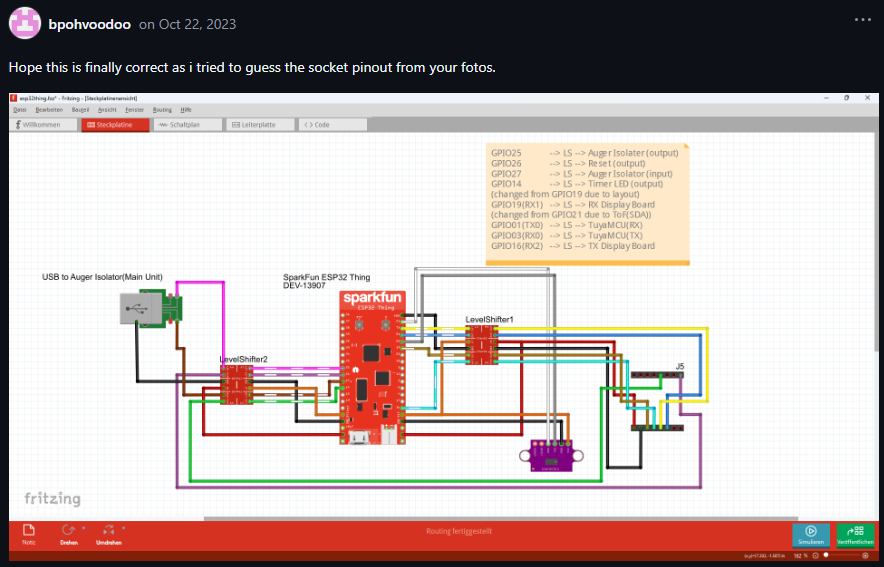 bpohvoodoo on Oct 22, 2023
Hope this is finally correct as i tried to guess the socket pinout from your fotos.
esp32thing.fzz* - Fritzing - [Steckplatinenansicht]
Datei Bearbeiten Bauteil Ansicht Fenster Routing Hilfe
Willkommen Steckplatine Schaltplan Leiterplatte <> Code
GPIO25 --> LS --> Auger Isolater (output)
GPIO26 --> LS --> Reset (output)
GPIO27 --> LS --> Auger Isolator (input)
GPIO14 --> LS --> Timer LED (output)
(changed from GPIO19 due to layout)
GPIO19(RX1) --> LS --> RX Display Board
(changed from GPIO21 due to ToF(SDA))
GPIO01(TX0) --> LS --> TuyaMCU(RX)
GPIO03(RX0) --> LS --> TuyaMCU(TX)
GPIO16(RX2) --> LS --> TX Display Board
USB to Auger Isolator(Main Unit)
SparkFun ESP32 Thing
DEV-13907
sparkfun
ESP32-Thing
LevelShifter1
LevelShifter2
J5
fritzing
Notiz Drehen Umdrehen
Routing fertiggestellt
Simulieren Veröffentlichen